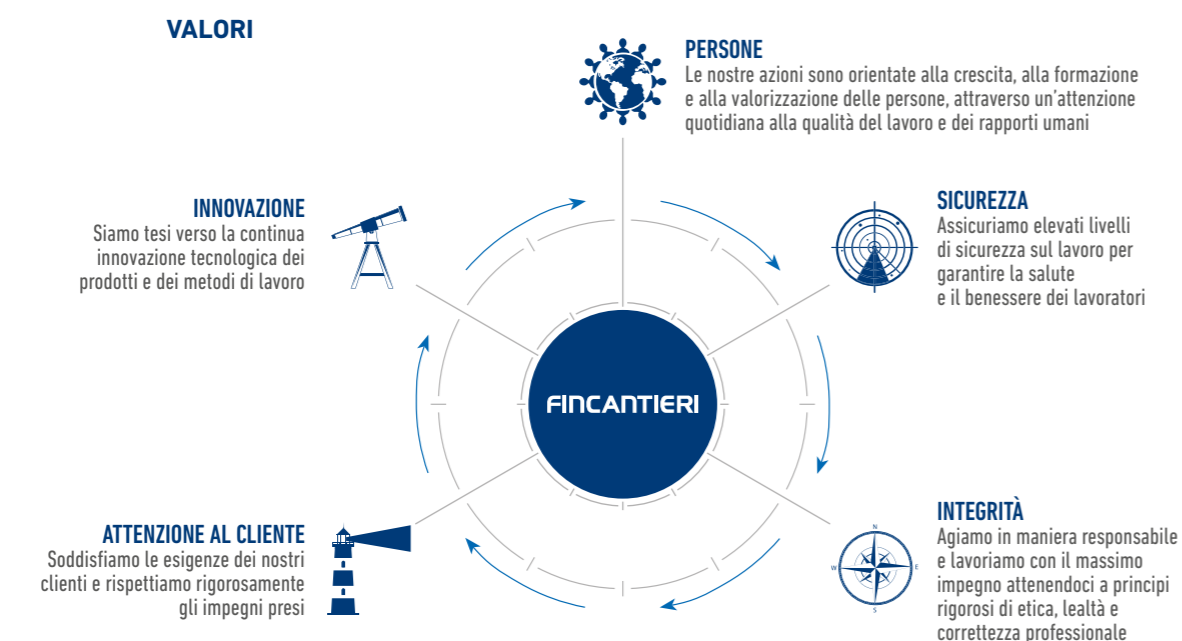 VALORI
PERSONE
Le nostre azioni sono orientate alla crescita, alla formazione
e alla valorizzazione delle persone, attraverso un'attenzione
quotidiana alla qualità del lavoro e dei rapporti umani
INNOVAZIONE
Siamo tesi verso la continua
innovazione tecnologica dei
prodotti e dei metodi di lavoro
SICUREZZA
Assicuriamo elevati livelli
di sicurezza sul lavoro per
garantire la salute
e il benessere dei lavoratori
FINCANTIERI
ATTENZIONE AL CLIENTE
Soddisfiamo le esigenze dei nostri
clienti e rispettiamo rigorosamente
gli impegni presi
INTEGRITÀ
Agiamo in maniera responsabile
e lavoriamo con il massimo
impegno attenendoci a principi
rigorosi di etica, lealtà e
correttezza professionale
N
W
E
S